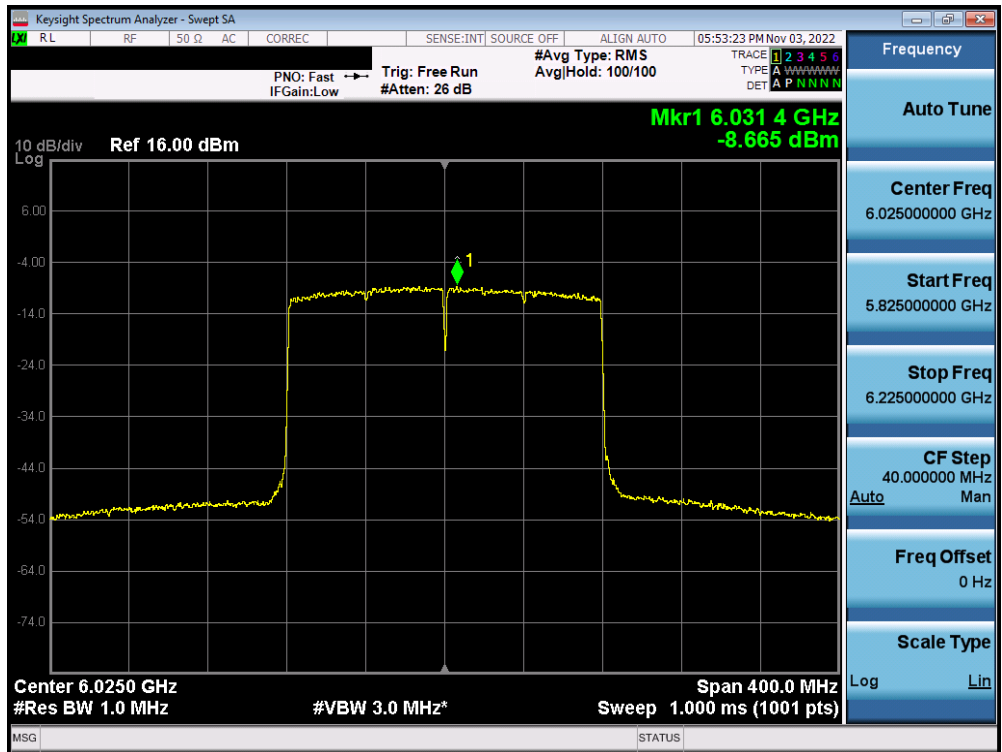 Keysight Spectrum Analyzer - Swept SA
LXI RL RF 50 Ω AC CORREC SENSE:INT SOURCE OFF ALIGN AUTO 05:53:23 PM Nov 03, 2022
PNO: Fast
IFGain:Low
Trig: Free Run
#Atten: 26 dB
#Avg Type: RMS
Avg|Hold: 100/100
TRACE 1 2 3 4 5 6
TYPE A WWWWW
DET A P N N N N
Mkr1 6.031 4 GHz
-8.665 dBm
10 dB/div Ref 16.00 dBm
Log
1
6.00
-4.00
-14.0
-24.0
-34.0
-44.0
-54.0
-64.0
-74.0
Center 6.0250 GHz Span 400.0 MHz
#Res BW 1.0 MHz #VBW 3.0 MHz* Sweep 1.000 ms (1001 pts)
MSG STATUS
Frequency
Auto Tune
Center Freq
6.025000000 GHz
Start Freq
5.825000000 GHz
Stop Freq
6.225000000 GHz
CF Step
40.000000 MHz
Auto Man
Freq Offset
0 Hz
Scale Type
Log Lin